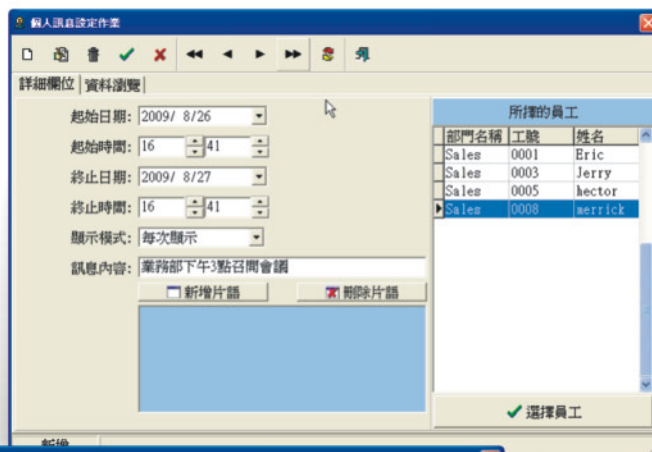 個人訊息設定作業
詳細欄位 資料瀏覽
起始日期: 2009/ 8/26
起始時間: 16 41
終止日期: 2009/ 8/27
終止時間: 16 41
顯示模式: 每次顯示
訊息內容: 業務部下午3點召開會議
新增片語 刪除片語
所擇的員工
部門名稱 工號 姓名
Sales 0001 Eric
Sales 0003 Jerry
Sales 0005 hector
Sales 0008 merrick
選擇員工
新增